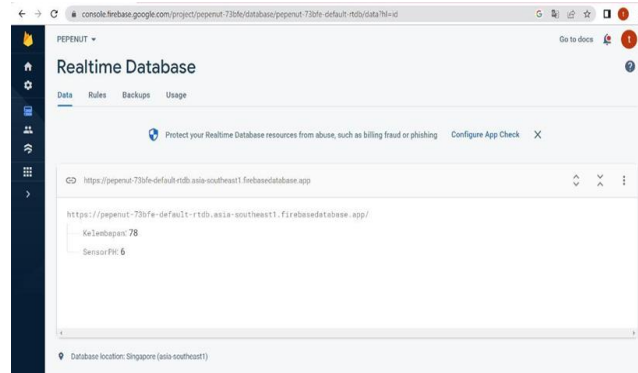 console.firebase.google.com/project/pepenut-73bfe/database/pepenut-73bfe-default-rtdb/data?hl=id
PEPENUT
Go to docs
1
Realtime Database
Data Rules Backups Usage
Protect your Realtime Database resources from abuse, such as billing fraud or phishing Configure App Check
https://pepenut-73bfe-default-rtdb.asia-southeast1.firebasedatabase.app
https://pepenut-73bfe-default-rtdb.asia-southeast1.firebasedatabase.app/
Kelembapan: 78
SensorPH: 6
Database location: Singapore (asia-southeast1)